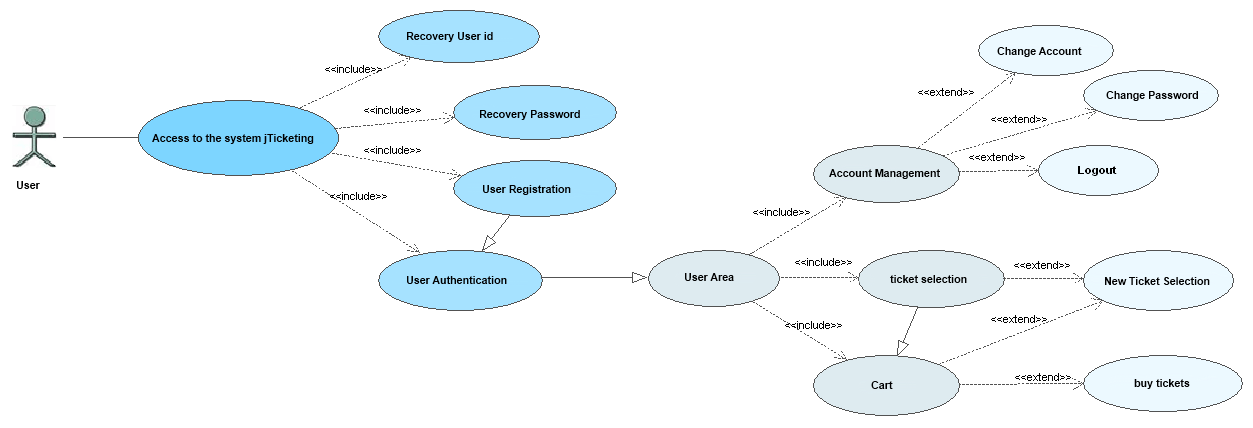 Recovery User id
<<include>>
Change Account
<<extend>>
Change Password
<<include>>
Recovery Password
<<extend>>
Access to the system jTicketing
<<include>>
<<extend>>
User
User Registration
Account Management
Logout
<<include>>
<<include>>
User Authentication
User Area
<<include>>
ticket selection
<<extend>>
New Ticket Selection
<<include>>
<<extend>>
Cart
<<extend>>
buy tickets